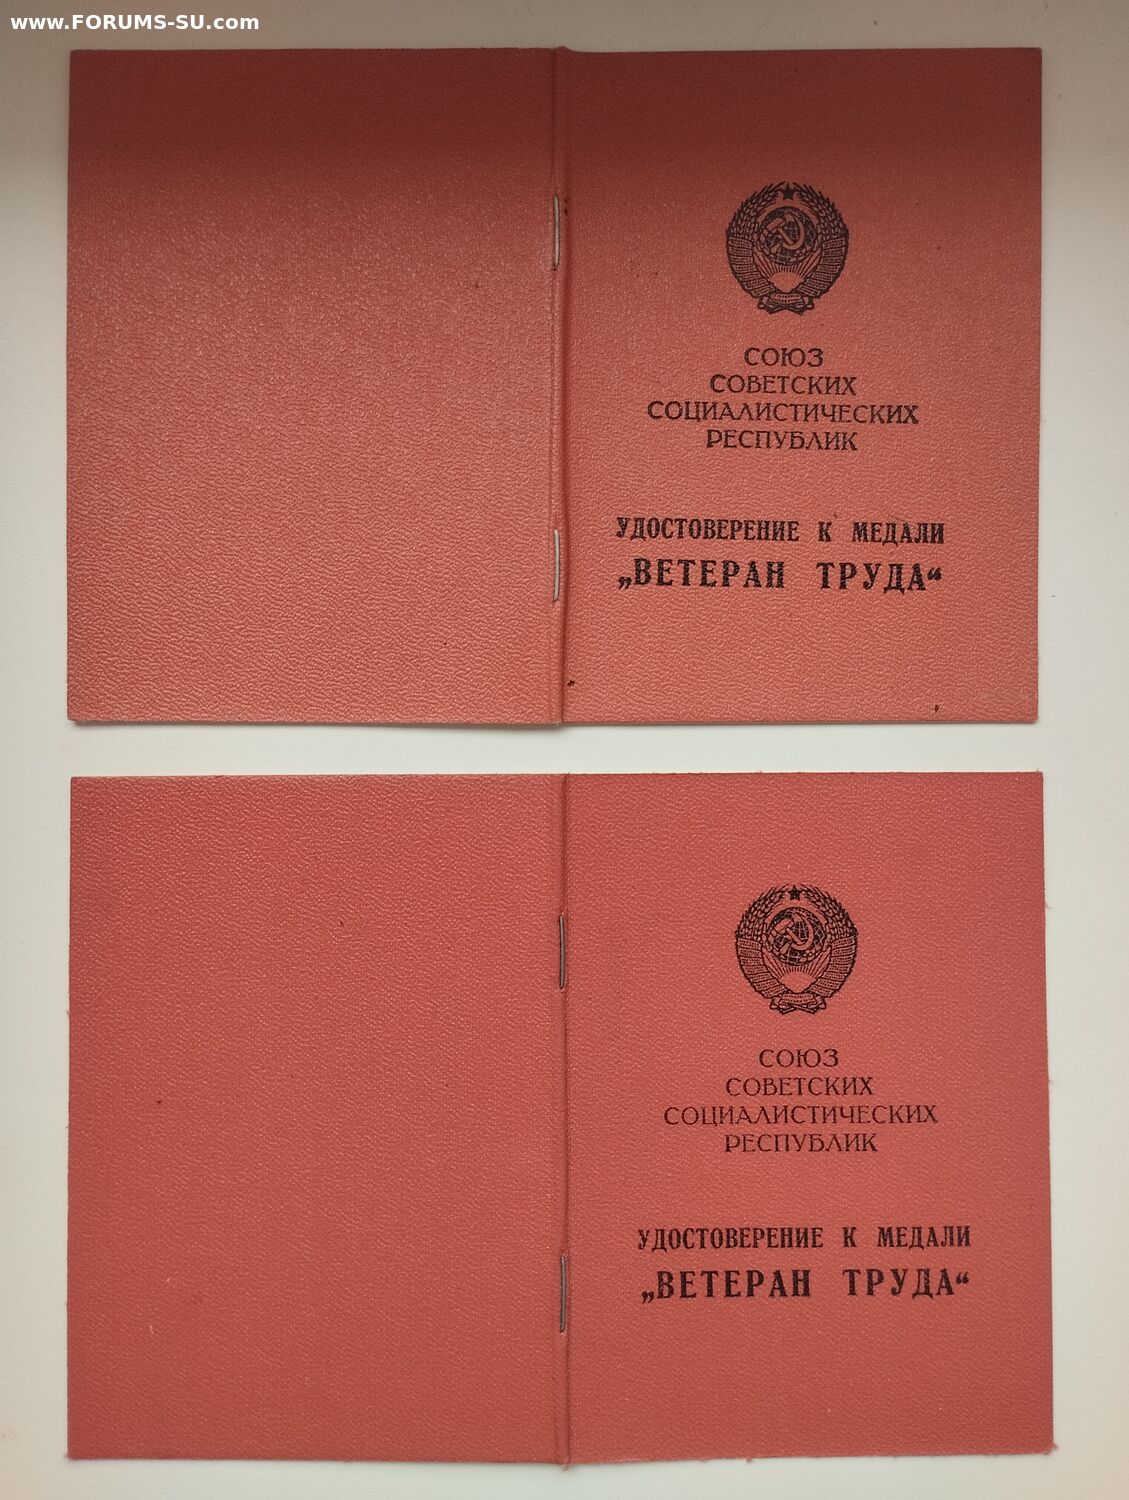 www.FORUMS-SU.com
СОЮЗ
СОВЕТСКИХ
СОЦИАЛИСТИЧЕСКИХ
РЕСПУБЛИК
УДОСТОВЕРЕНИЕ К МЕДАЛИ
„ВЕТЕРАН ТРУДА“
СОЮЗ
СОВЕТСКИХ
СОЦИАЛИСТИЧЕСКИХ
РЕСПУБЛИК
УДОСТОВЕРЕНИЕ К МЕДАЛИ
„ВЕТЕРАН ТРУДА“